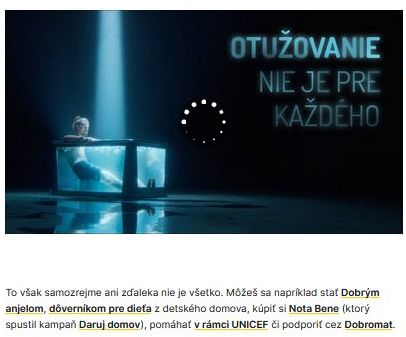 OTUŽOVANIE
NIE JE PRE
KAŽDÉHO
To však samozrejme ani zďaleka nie je všetko. Môžeš sa napríklad stať Dobrým
anjelom, dôverníkom pre dieťa z detského domova, kúpiť si Nota Bene (ktorý
spustil kampaň Daruj domov), pomáhať v rámci UNICEF či podporiť cez Dobromat.